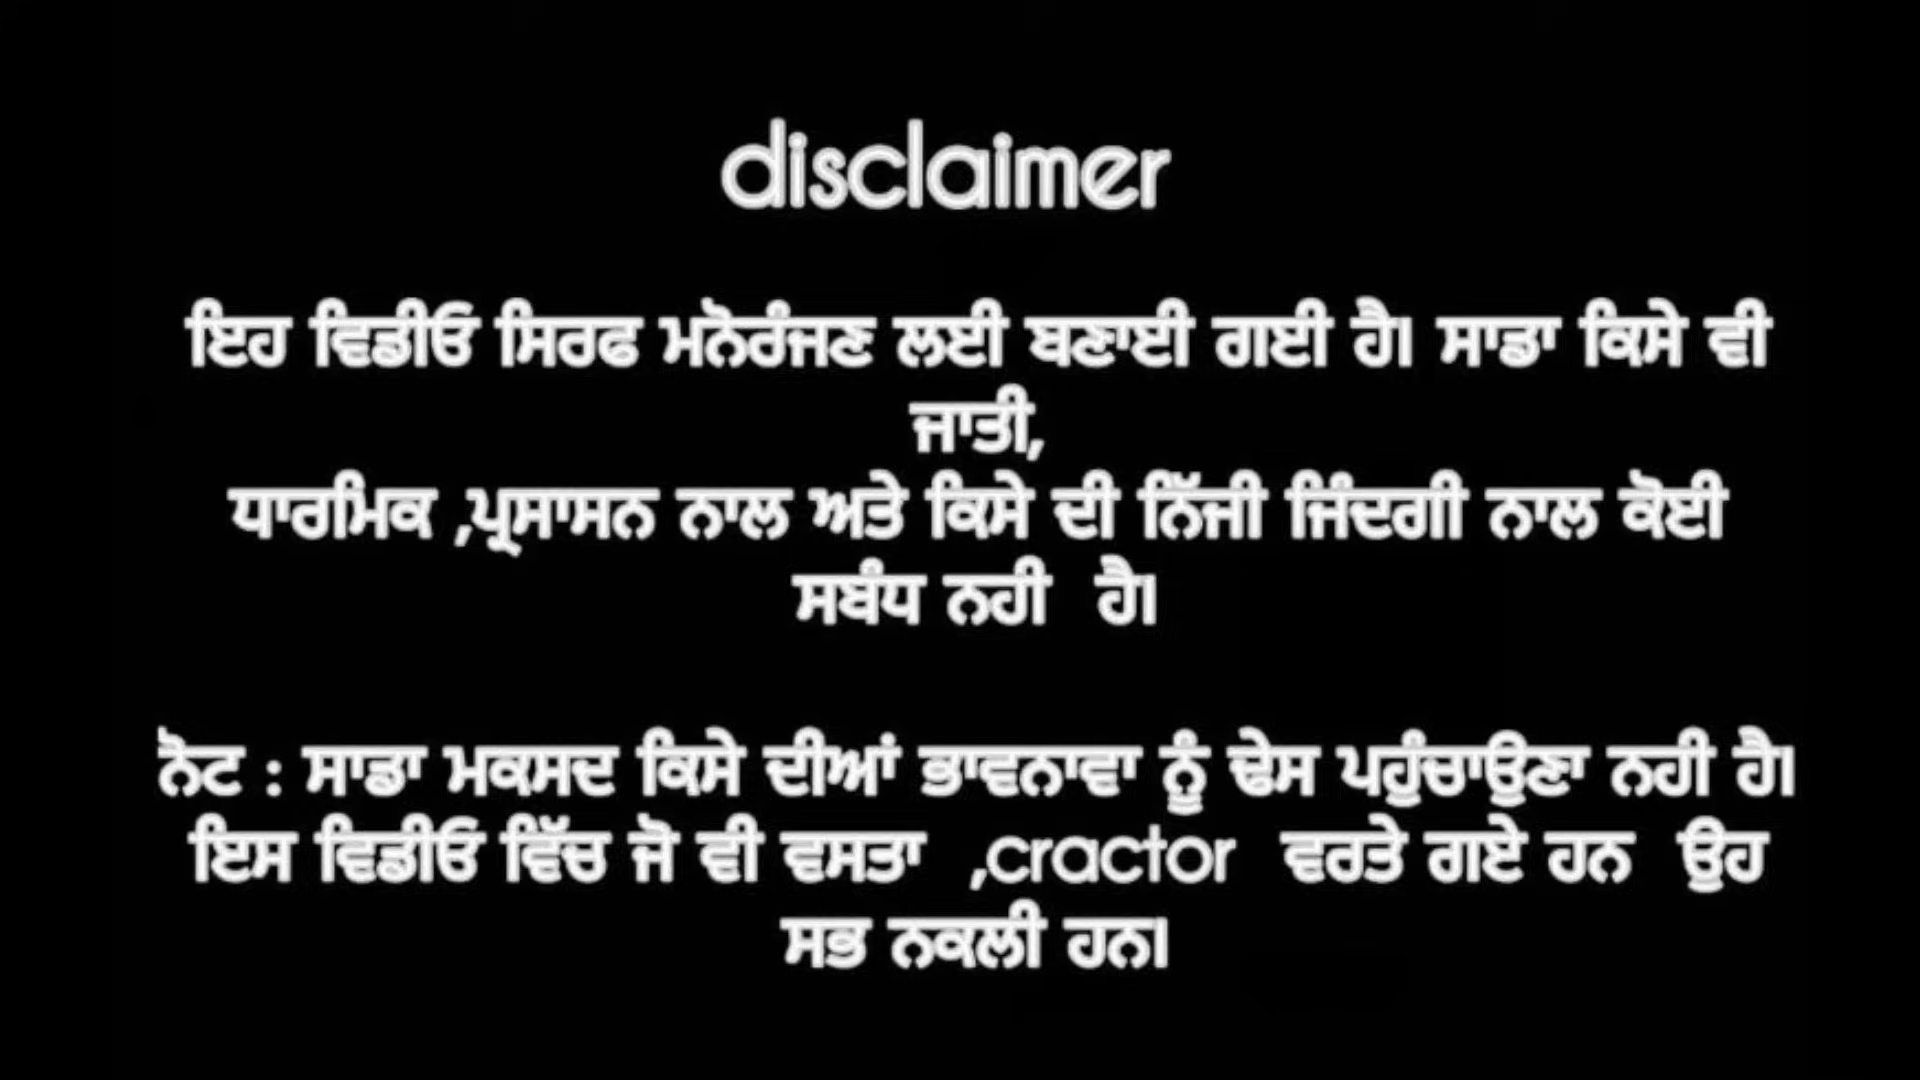 disclaimer
ਇਹ ਵਿਡੀਓ ਸਿਰਫ ਮਨੋਰੰਜਣ ਲਈ ਬਣਾਈ ਗਈ ਹੈ। ਸਾਡਾ ਕਿਸੇ ਵੀ
ਜਾਤੀ,
ਧਾਰਮਿਕ ,ਪ੍ਰਸਾਸਨ ਨਾਲ ਅਤੇ ਕਿਸੇ ਦੀ ਨਿੱਜੀ ਜਿੰਦਗੀ ਨਾਲ ਕੋਈ
ਸਬੰਧ ਨਹੀ ਹੈ।
ਨੋਟ : ਸਾਡਾ ਮਕਸਦ ਕਿਸੇ ਦੀਆਂ ਭਾਵਨਾਵਾ ਨੂੰ ਢੇਸ ਪਹੁੰਚਾਉਣਾ ਨਹੀ ਹੈ।
ਇਸ ਵਿਡੀਓ ਵਿੱਚ ਜੋ ਵੀ ਵਸਤਾ ,cractor ਵਰਤੇ ਗਏ ਹਨ ਉਹ
ਸਭ ਨਕਲੀ ਹਨ।